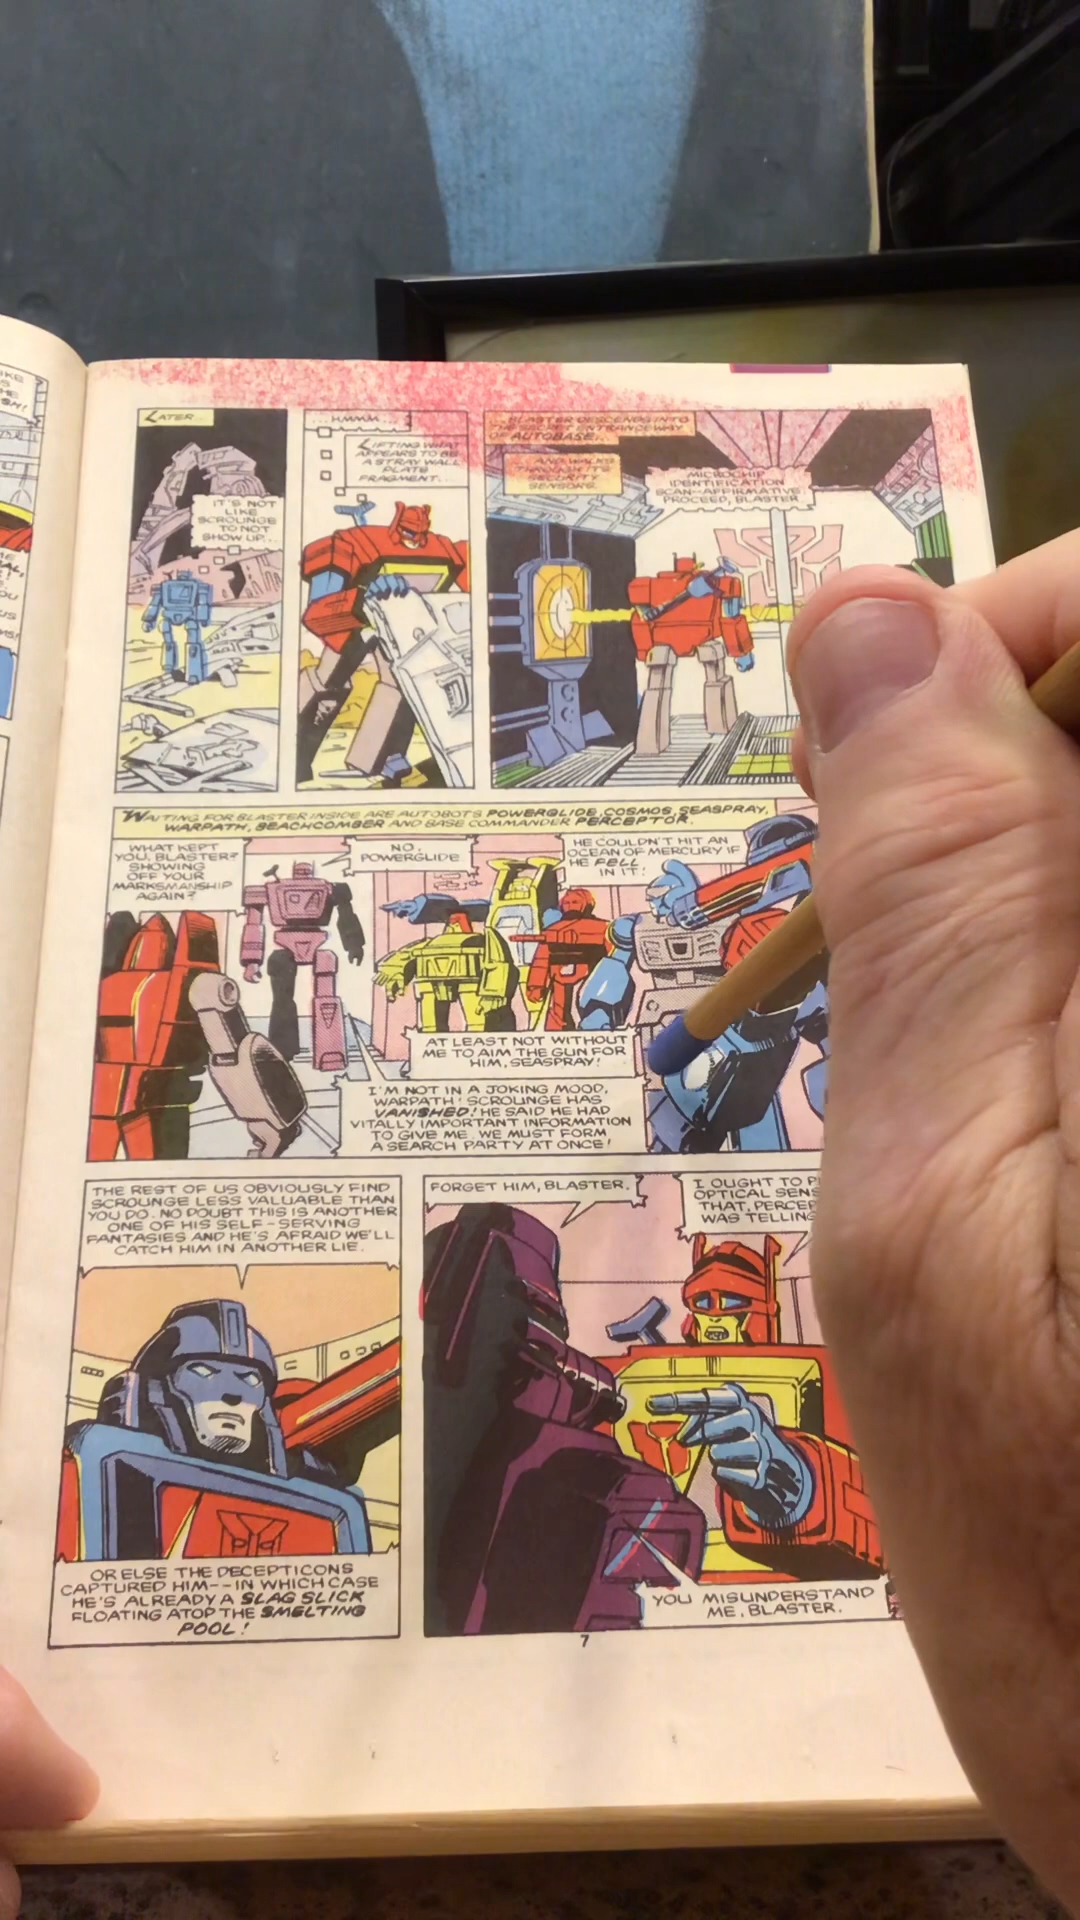 LATER...
IT'S NOT
LIKE
SCROUNGE
TO NOT
SHOW UP...
...HMMM...
LIFTING WHAT
APPEARS TO BE
A STRAY WALL
PLATE
FRAGMENT...
...BLASTER DESCENDS INTO
THE SECRET ENTRANCEWAY
OF AUTOBASE...
...AND WALKS
THROUGH ITS
SECURITY
SENSORS.
MICROCHIP
IDENTIFICATION
SCAN--AFFIRMATIVE.
PROCEED, BLASTER.
WAITING FOR BLASTER INSIDE ARE AUTOBOTS POWERGLIDE, COSMOS, SEASPRAY,
WARPATH, BEACHCOMBER AND BASE COMMANDER PERCEPTOR.
WHAT KEPT
YOU, BLASTER?
SHOWING
OFF YOUR
MARKSMANSHIP
AGAIN?
NO,
POWERGLIDE.
HE COULDN'T HIT AN
OCEAN OF MERCURY IF
HE FELL
IN IT!
AT LEAST NOT WITHOUT
ME TO AIM THE GUN FOR
HIM, SEASPRAY!
I'M NOT IN A JOKING MOOD,
WARPATH! SCROUNGE HAS
VANISHED! HE SAID HE HAD
VITALLY IMPORTANT INFORMATION
TO GIVE ME. WE MUST FORM
A SEARCH PARTY AT ONCE!
THE REST OF US OBVIOUSLY FIND
SCROUNGE LESS VALUABLE THAN
YOU DO. NO DOUBT THIS IS ANOTHER
ONE OF HIS SELF-SERVING
FANTASIES AND HE'S AFRAID WE'LL
CATCH HIM IN ANOTHER LIE.
OR ELSE THE DECEPTICONS
CAPTURED HIM--IN WHICH CASE
HE'S ALREADY A SLAG SLICK
FLOATING ATOP THE SMELTING
POOL!
FORGET HIM, BLASTER.
I OUGHT TO P
OPTICAL SENS
THAT, PERCEP
WAS TELLING
YOU MISUNDERSTAND
ME, BLASTER.
7